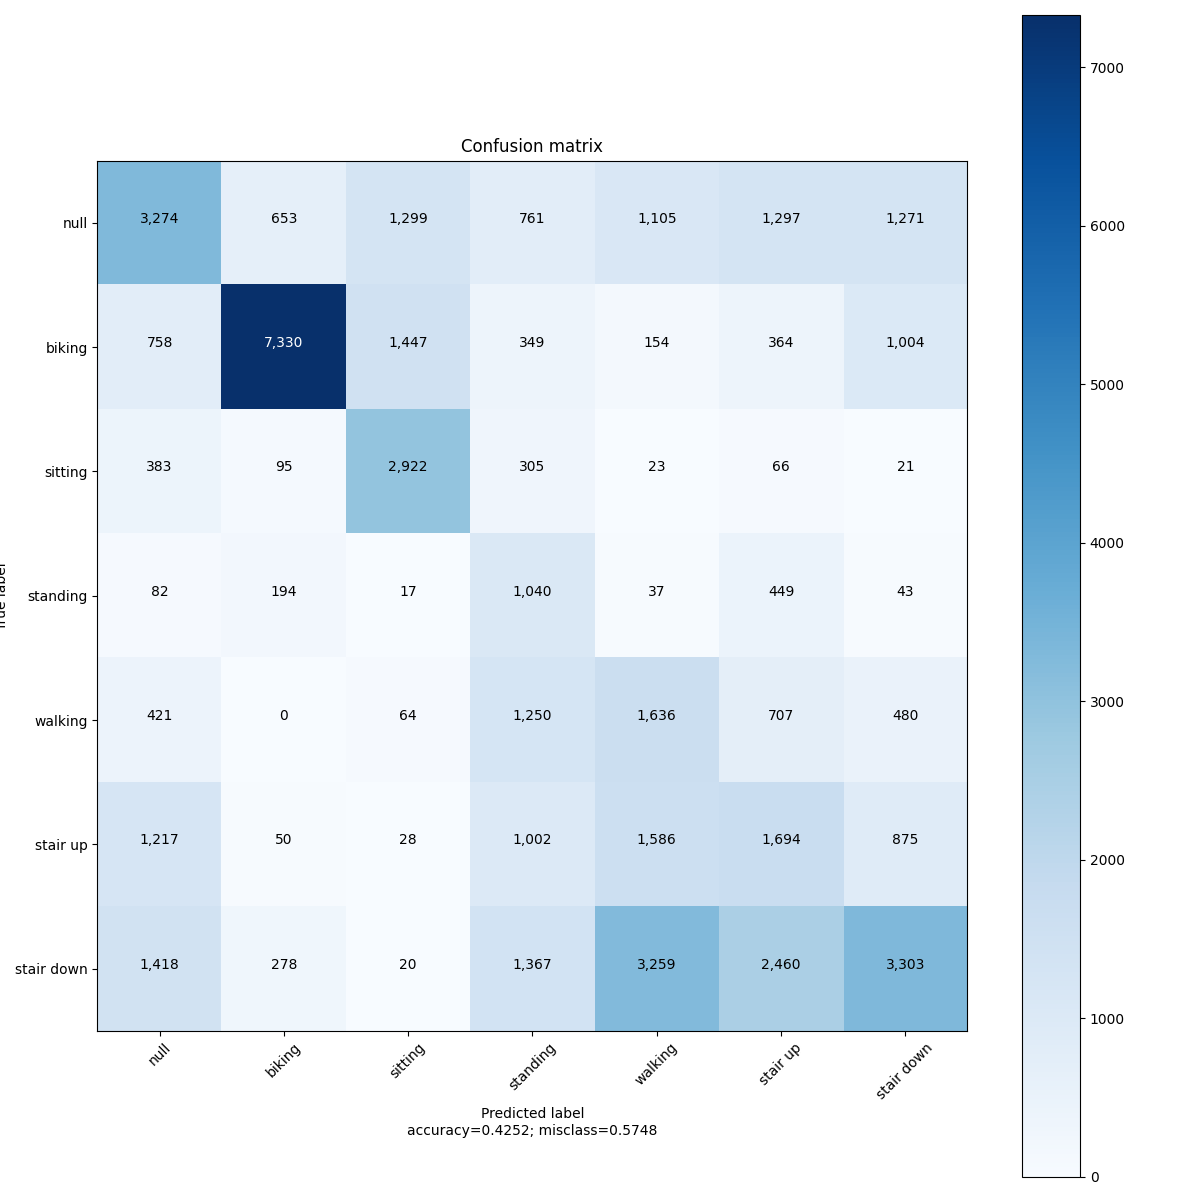 Confusion matrix
null 3,274 653 1,299 761 1,105 1,297 1,271
biking 758 7,330 1,447 349 154 364 1,004
sitting 383 95 2,922 305 23 66 21
standing 82 194 17 1,040 37 449 43
walking 421 0 64 1,250 1,636 707 480
stair up 1,217 50 28 1,002 1,586 1,694 875
stair down 1,418 278 20 1,367 3,259 2,460 3,303
null biking sitting standing walking stair up stair down
Predicted label
accuracy=0.4252; misclass=0.5748
7000
6000
5000
4000
3000
2000
1000
0